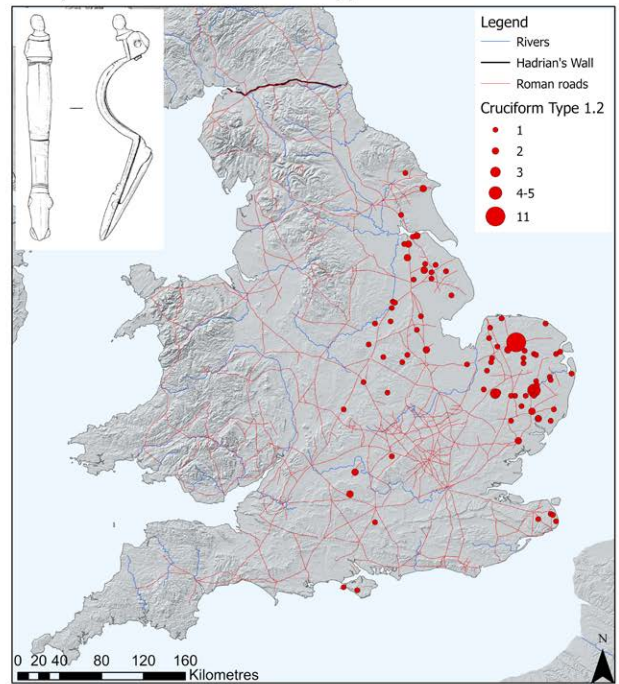 Legend
Rivers
Hadrian's Wall
Roman roads
Cruciform Type 1.2
1
2
3
4-5
11
N
0 20 40 80 120 160
Kilometres